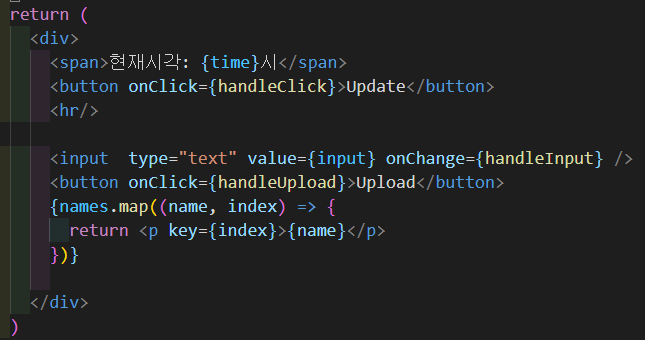 return (
<div>
<span>현재시각: {time}시</span>
<button onClick={handleClick}>Update</button>
<hr/>
<input  type="text" value={input} onChange={handleInput} />
<button onClick={handleUpload}>Upload</button>
{names.map((name, index) => {
return <p key={index}>{name}</p>
})}
</div>
)